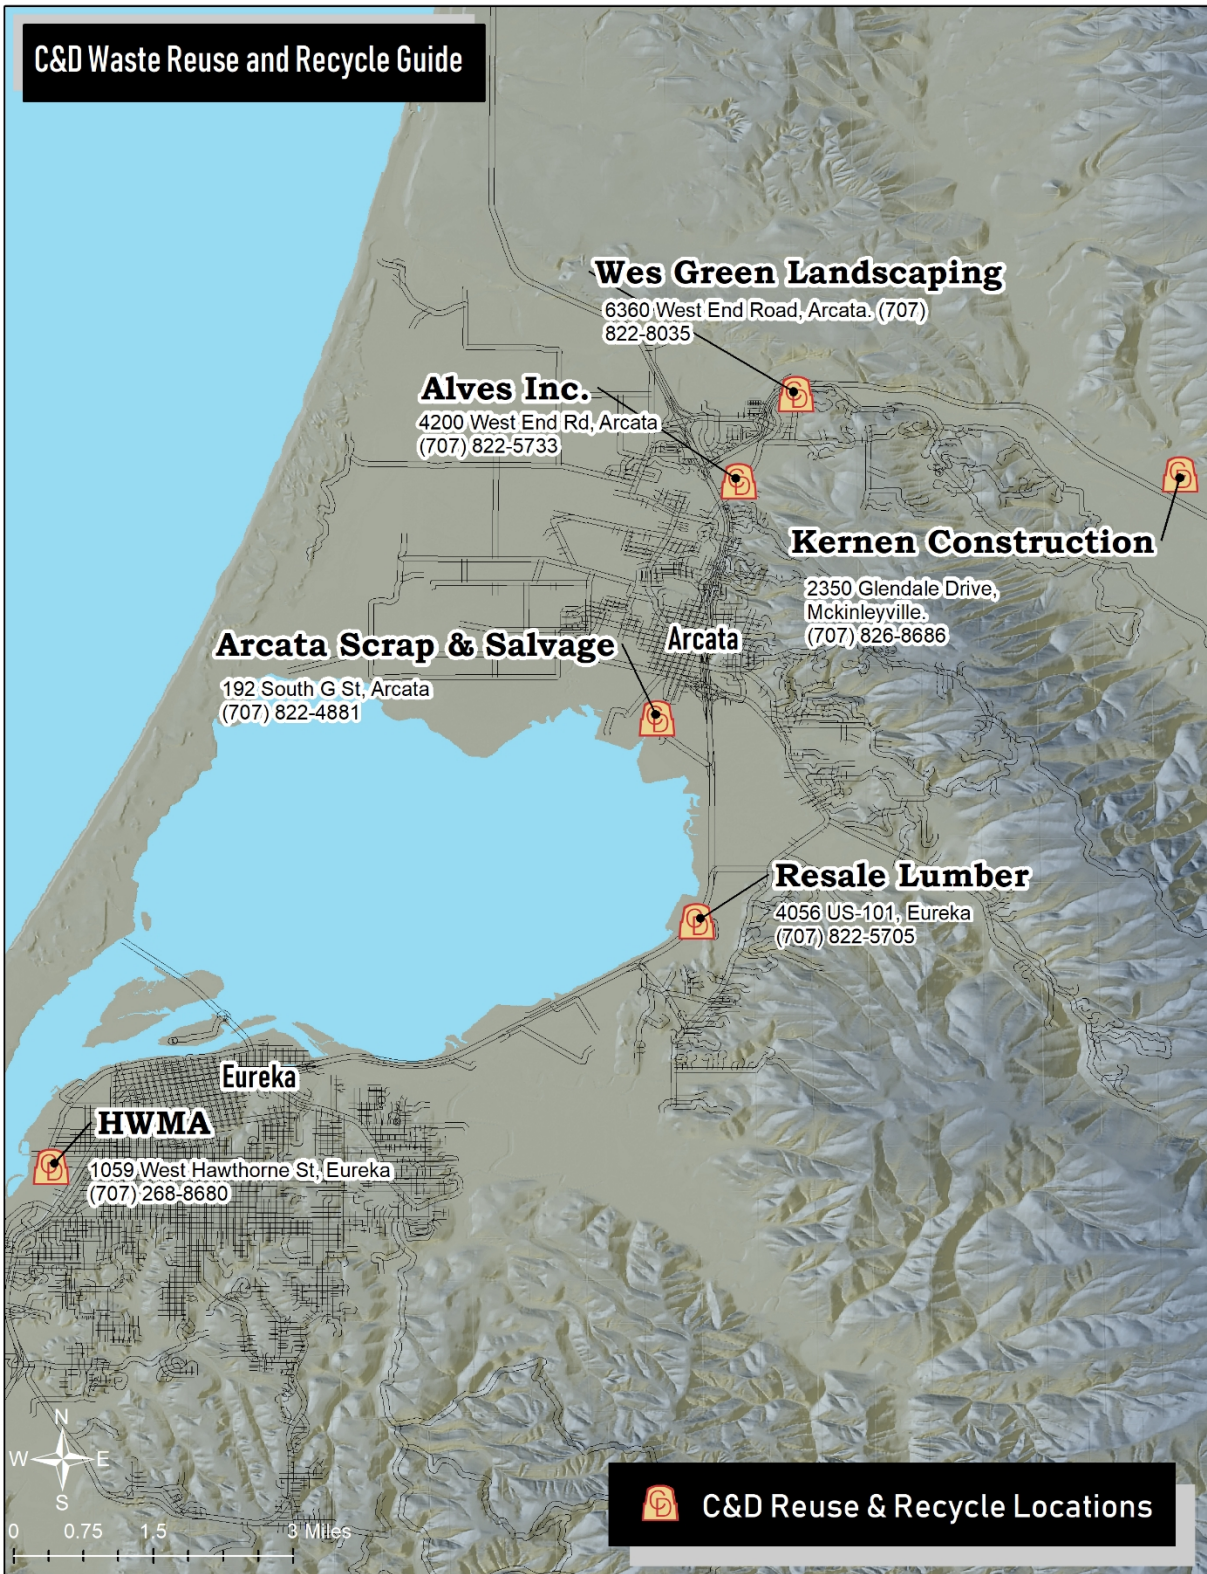 C&D Waste Reuse and Recycle Guide
Wes Green Landscaping
6360 West End Road, Arcata. (707)
822-8035
Alves Inc.
4200 West End Rd, Arcata
(707) 822-5733
Kernen Construction
2350 Glendale Drive,
Mckinleyville.
(707) 826-8686
Arcata
Arcata Scrap & Salvage
192 South G St, Arcata
(707) 822-4881
Resale Lumber
4056 US-101, Eureka
(707) 822-5705
Eureka
HWMA
1059 West Hawthorne St, Eureka
(707) 268-8680
N
W E
S
0 0.75 1.5 3 Miles
C&D Reuse & Recycle Locations